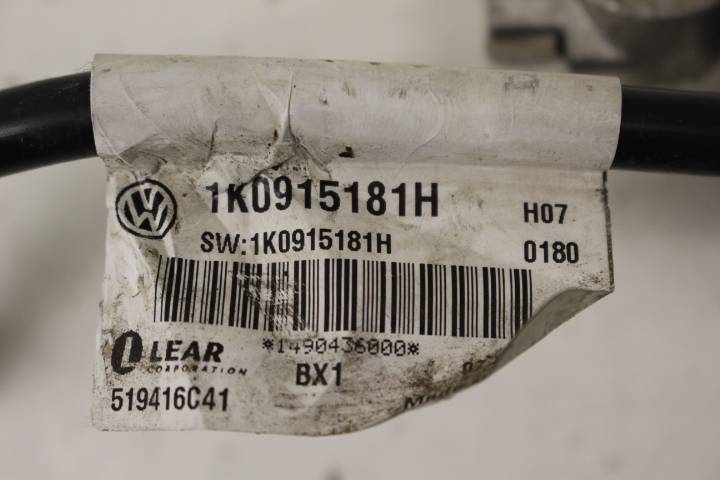 1K0915181H
H07
SW:1K0915181H
0180
*1490436000*
LEAR
CORPORATION
BX1
519416C41